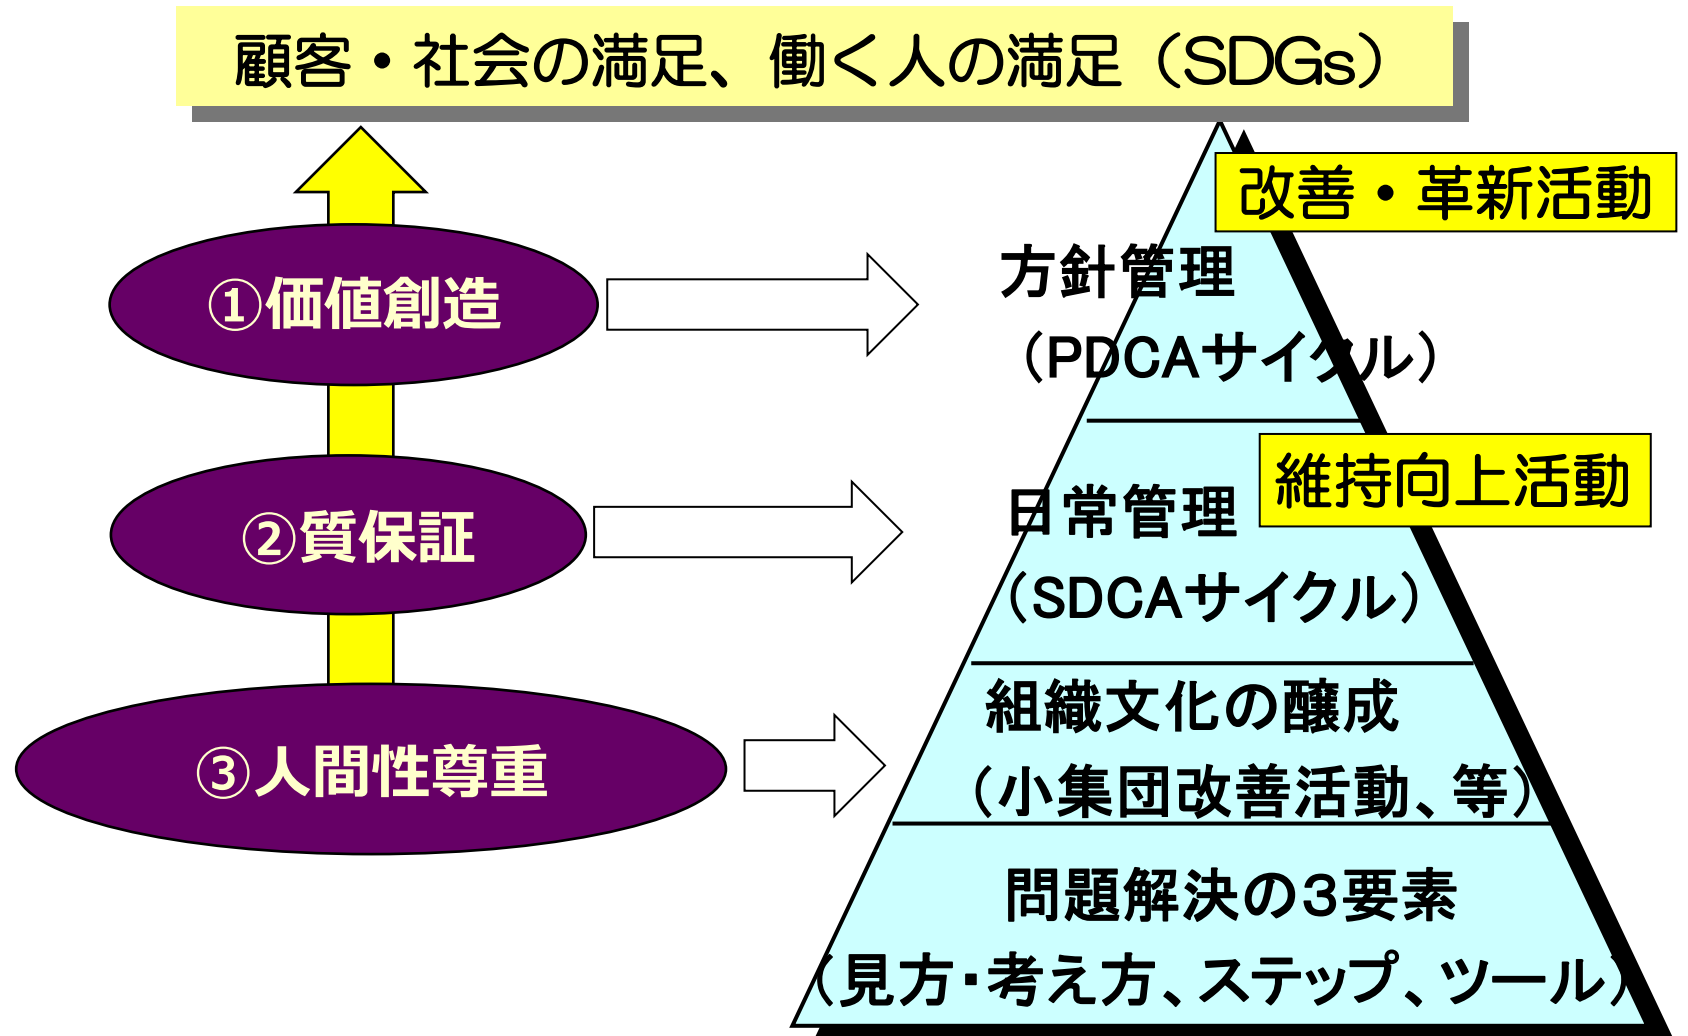 顧客・社会の満足、働く人の満足（SDGs）
改善・革新活動
①価値創造
方針管理
（PDCAサイクル）
維持向上活動
②質保証
日常管理
（SDCAサイクル）
③人間性尊重
組織文化の醸成
（小集団改善活動、等）
問題解決の３要素
（見方・考え方、ステップ、ツール）